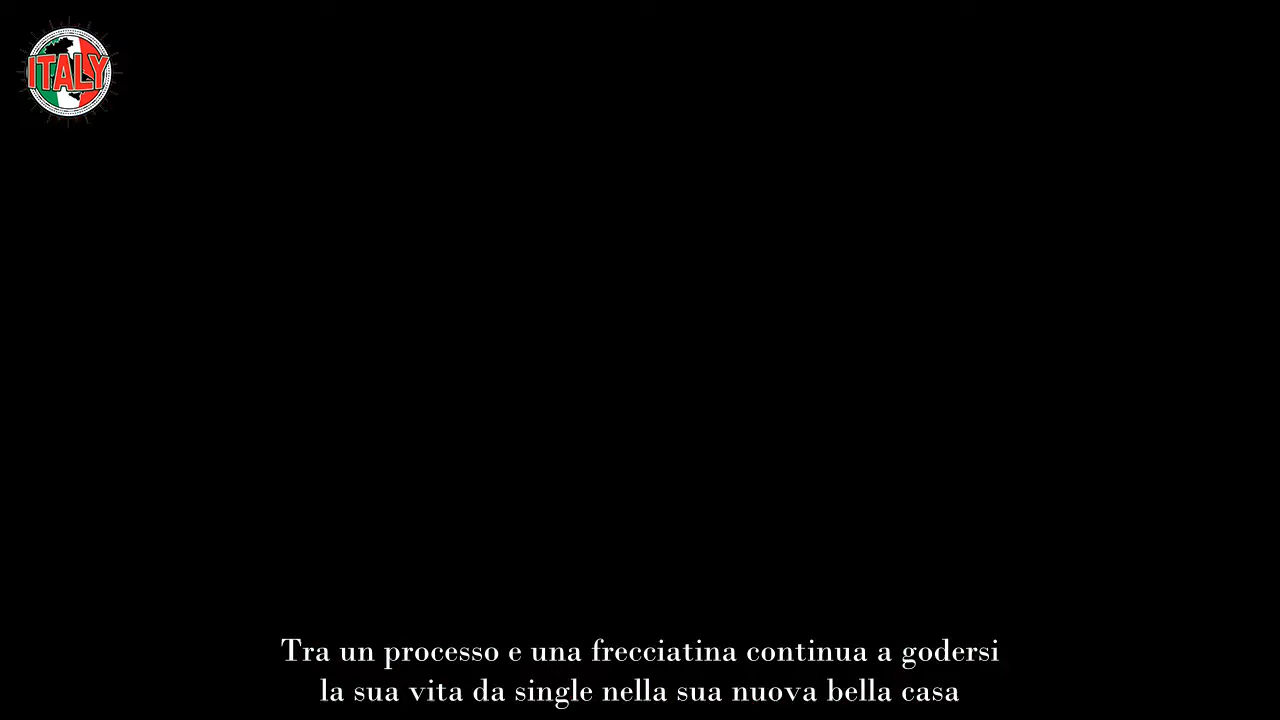 ITALY
Tra un processo e una frecciatina continua a godersi
la sua vita da single nella sua nuova bella casa